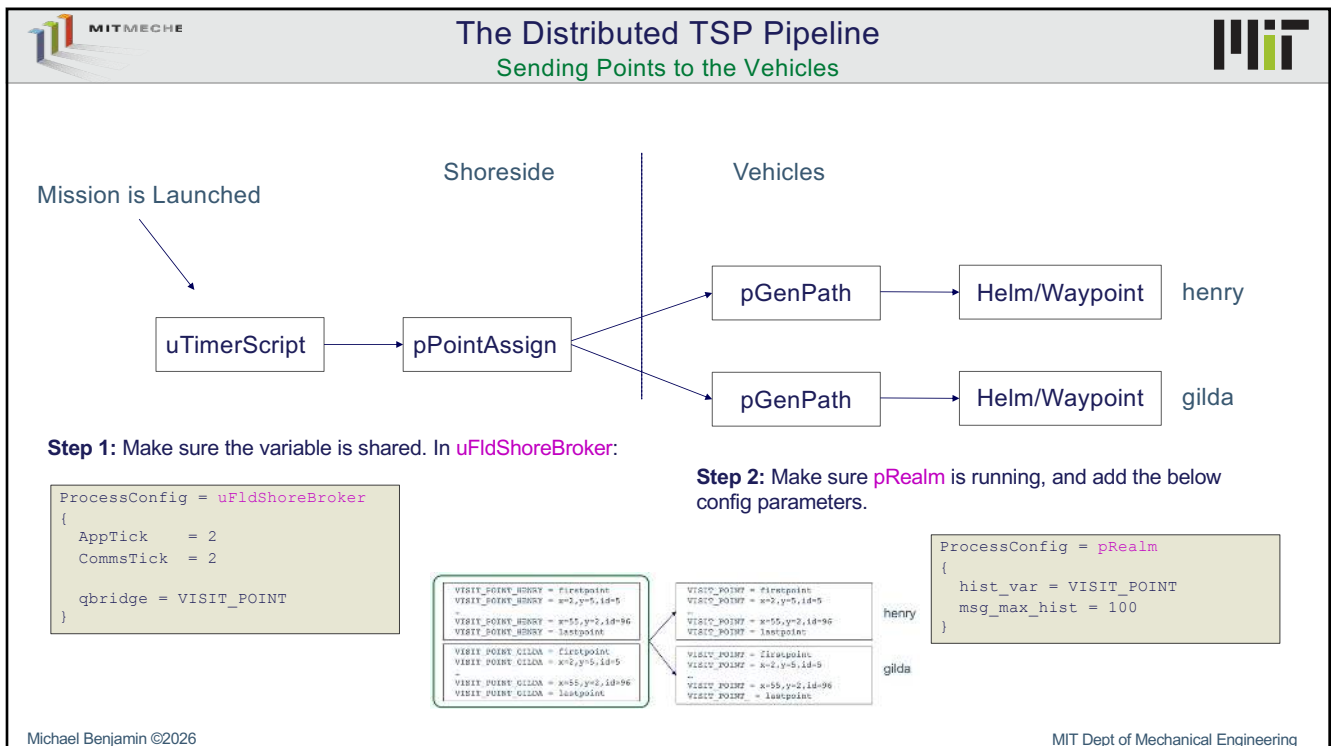 MITMECHE
The Distributed TSP Pipeline
Sending Points to the Vehicles
MIT
Shoreside
Vehicles
Mission is Launched
uTimerScript
pPointAssign
pGenPath
Helm/Waypoint
henry
pGenPath
Helm/Waypoint
gilda
Step 1: Make sure the variable is shared. In uFldShoreBroker:
ProcessConfig = uFldShoreBroker
{
AppTick = 2
CommsTick = 2
qbridge = VISIT_POINT
}
Step 2: Make sure pRealm is running, and add the below
config parameters.
ProcessConfig = pRealm
{
hist_var = VISIT_POINT
msg_max_hist = 100
}
VISIT_POINT_HENRY = firstpoint
VISIT_POINT_HENRY = x=2,y=5,id=5
…
VISIT_POINT_HENRY = x=55,y=2,id=96
VISIT_POINT_HENRY = lastpoint
VISIT_POINT_GILDA = firstpoint
VISIT_POINT_GILDA = x=2,y=5,id=5
…
VISIT_POINT_GILDA = x=55,y=2,id=96
VISIT_POINT_GILDA = lastpoint
VISIT_POINT = firstpoint
VISIT_POINT = x=2,y=5,id=5
…
VISIT_POINT = x=55,y=2,id=96
VISIT_POINT = lastpoint
henry
VISIT_POINT = firstpoint
VISIT_POINT = x=2,y=5,id=5
…
VISIT_POINT = x=55,y=2,id=96
VISIT_POINT_ = lastpoint
gilda
Michael Benjamin ©2026
MIT Dept of Mechanical Engineering